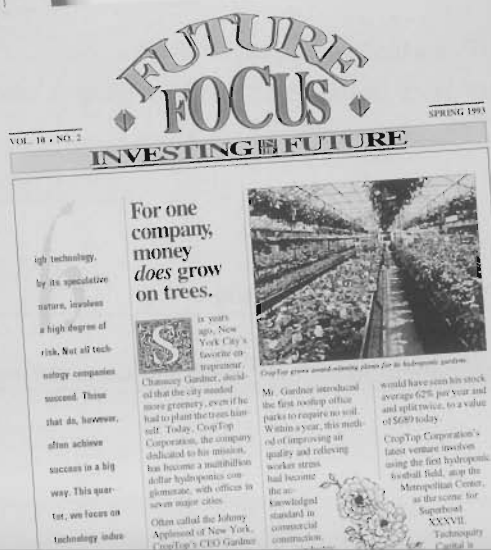 FUTURE
FOCUS
VOL. 10 • NO. 2
SPRING 1993
INVESTING IN THE FUTURE
igh technology,
by its speculative
nature, involves
a high degree of
risk. Not all tech-
nology companies
succeed. Those
that do, however,
often achieve
success in a big
way. This quar-
ter, we focus on
technology indus
For one
company,
money
does grow
on trees.
Six years
ago, New
York City's
favorite en-
trepreneur,
Chauncey Gardner, decid-
ed that the city needed
more greenery, even if he
had to plant the trees him-
self. Today, CropTop
Corporation, the company
dedicated to his mission,
has become a multibillion
dollar hydroponics con-
glomerate, with offices in
seven major cities.
Often called the Johnny
Appleseed of New York,
CropTop's CEO Gardner
CropTop grows award-winning plants for its hydroponic gardens.
Mr. Gardner introduced
the first rooftop office
parks to require no soil.
Within a year, this meth-
od of improving air
quality and relieving
worker stress
had become
the ac-
knowledged
standard in
commercial
construction.
would have seen his stock
average 62% per year and
and split twice, to a value
of $689 today.
CropTop Corporation's
latest venture involves
using the first hydroponic
football field, atop the
Metropolitan Center,
as the scene for
Superbowl
XXXVII.
Technoquity
Capital is